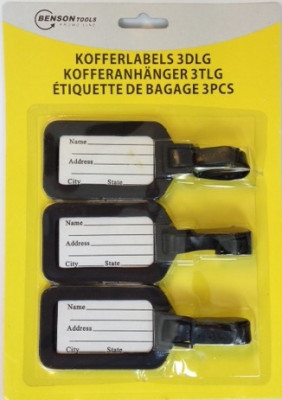 BENSON TOOLS
KOFFERLABELS 3DLG
KOFFERANHÄNGER 3TLG
ÉTIQUETTE DE BAGAGE 3PCS
Name
Address
City State
Name
Address
City State
Name
Address
City State